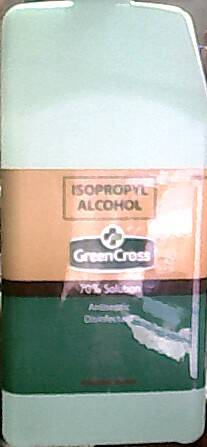 ISOPROPYL
ALCOHOL
GreenCross
70% Solution
Antiseptic
Disinfectant